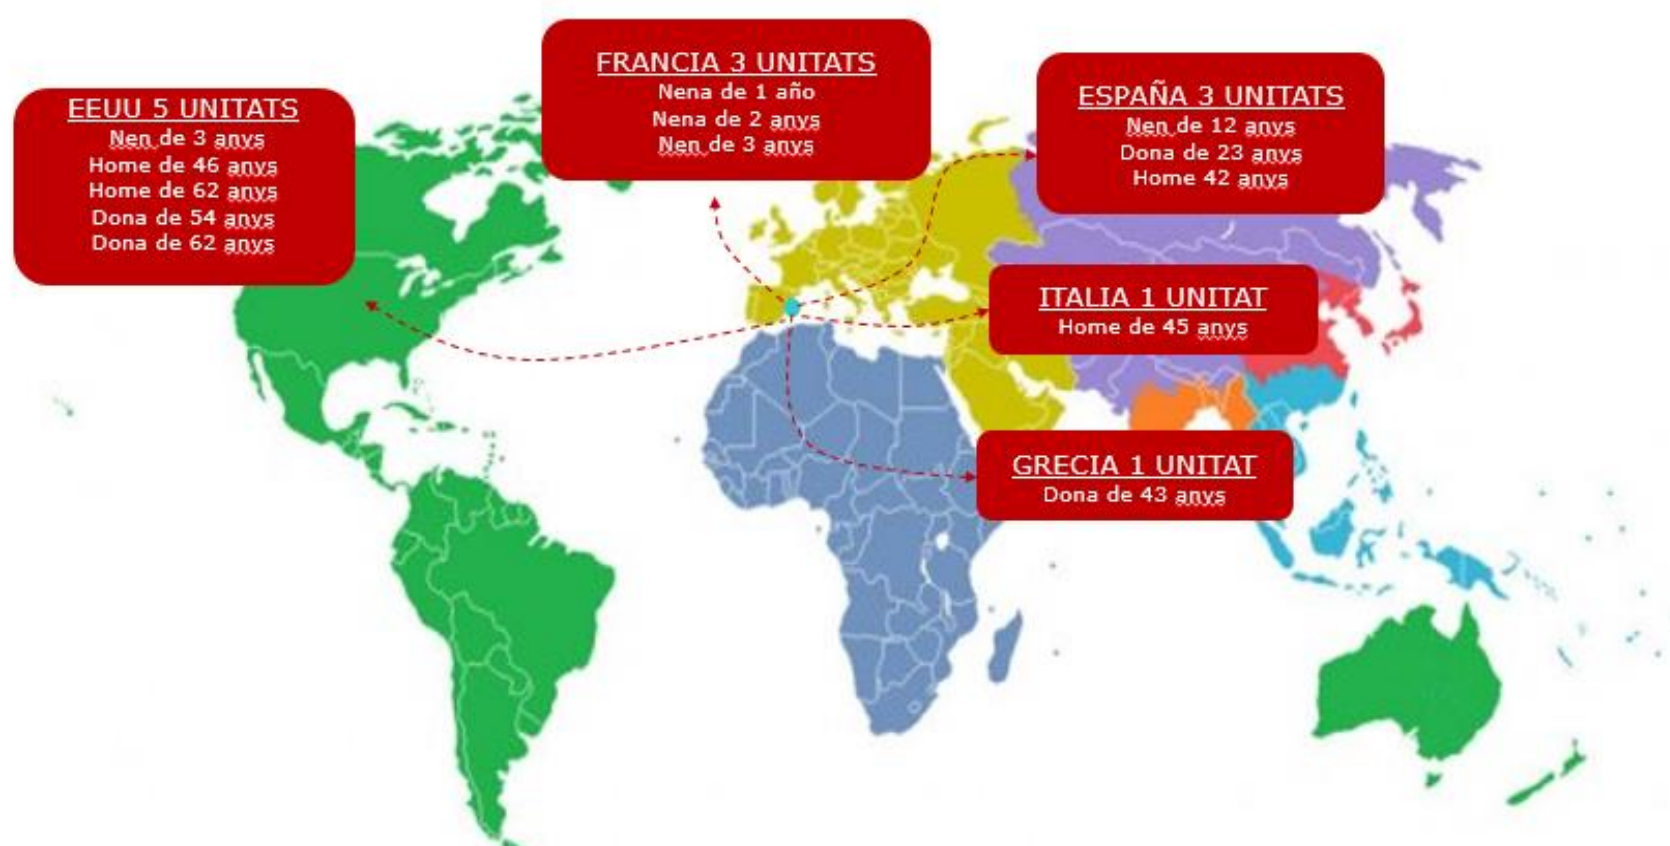 EEUU 5 UNITATS
Nen de 3 anys
Home de 46 anys
Home de 62 anys
Dona de 54 anys
Dona de 62 anys
FRANCIA 3 UNITATS
Nena de 1 año
Nena de 2 anys
Nen de 3 anys
ESPAÑA 3 UNITATS
Nen de 12 anys
Dona de 23 anys
Home 42 anys
ITALIA 1 UNITAT
Home de 45 anys
GRECIA 1 UNITAT
Dona de 43 anys